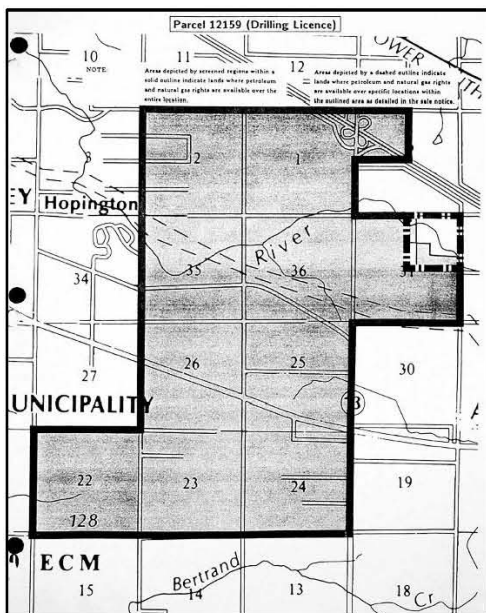 Parcel 12159 (Drilling Licence)
10
11
12
OWER
NOTE:
Areas depicted by screened regions within a
solid outline indicate lands where petroleum
and natural gas rights are available over the
entire location.
Areas depicted by a dashed outline indicate
lands where petroleum and natural gas rights
are available over specific locations within
the outlined area as detailed in the sale notice.
2
1
EY
Hopington
River
34
35
36
31
27
26
25
30
UNICIPALITY
13
22
23
24
19
128
ECM
15
Bertrand
14
13
18
Cr